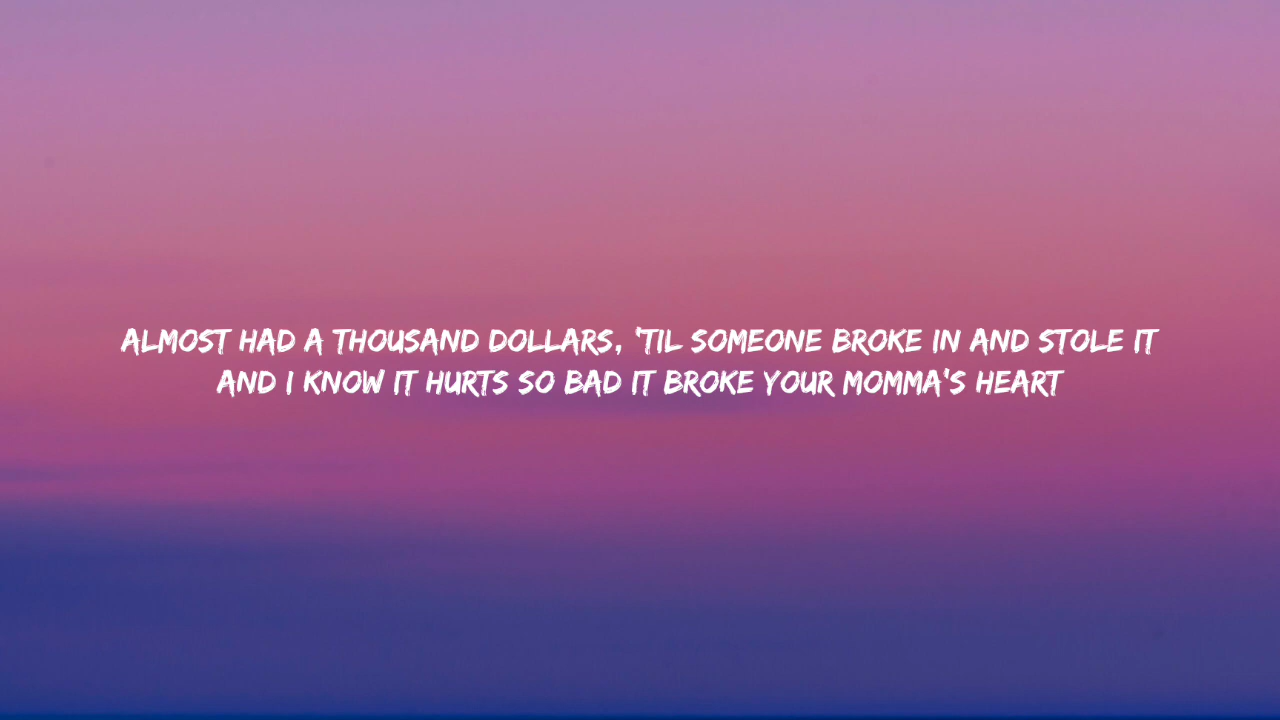 ALMOST HAD A THOUSAND DOLLARS, 'TIL SOMEONE BROKE IN AND STOLE IT
AND I KNOW IT HURTS SO BAD IT BROKE YOUR MOMMA'S HEART